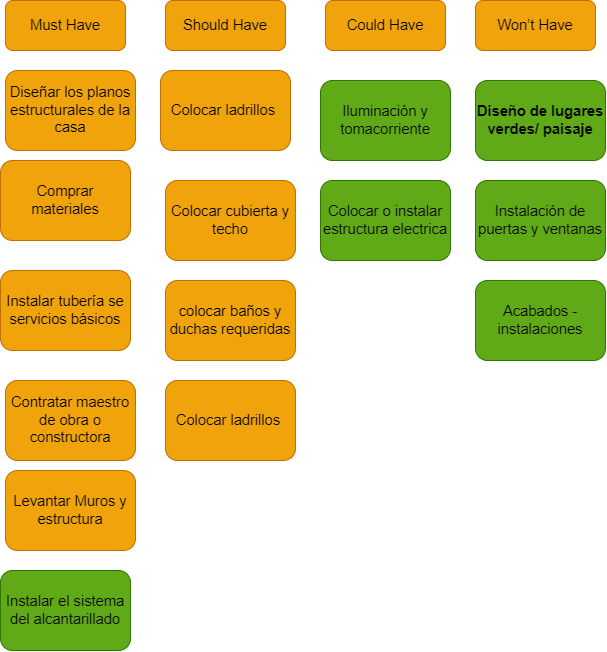 Must Have
Should Have
Could Have
Won't Have
Diseñar los planos
estructurales de la
casa
Comprar
materiales
Instalar tubería se
servicios básicos
Contratar maestro
de obra o
constructora
Levantar Muros y
estructura
Instalar el sistema
del alcantarillado
Colocar ladrillos
Colocar cubierta y
techo
colocar baños y
duchas requeridas
Colocar ladrillos
Iluminación y
tomacorriente
Colocar o instalar
estructura electrica
Diseño de lugares
verdes/ paisaje
Instalación de
puertas y ventanas
Acabados -
instalaciones